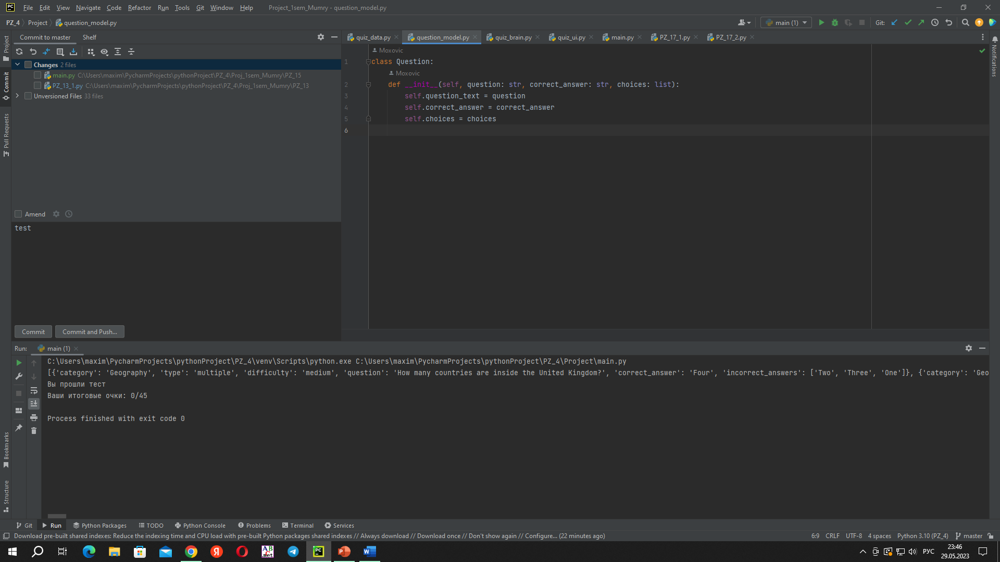 PC File Edit View Navigate Code Refactor Run Tools Git Window Help Project_1sem_Mumry - question_model.py
PZ_4 Project question_model.py main (1) Git:
Commit to master Shelf
quiz_data.py question_model.py quiz_brain.py quiz_ui.py main.py PZ_17_1.py PZ_17_2.py
Project
Commit
Pull Requests
Bookmarks
Structure
Notifications
Changes 2 files
main.py C:\Users\maxim\PycharmProjects\pythonProject\PZ_4\Proj_1sem_Mumry\PZ_15
PZ_13_1.py C:\Users\maxim\PycharmProjects\pythonProject\PZ_4\Proj_1sem_Mumry\PZ_13
Unversioned Files 33 files
Amend
test
Commit Commit and Push...
Moxovic
1 class Question:
Moxovic
2 def __init__(self, question: str, correct_answer: str, choices: list):
3 self.question_text = question
4 self.correct_answer = correct_answer
5 self.choices = choices
6
Run: main (1)
C:\Users\maxim\PycharmProjects\pythonProject\PZ_4\venv\Scripts\python.exe C:\Users\maxim\PycharmProjects\pythonProject\PZ_4\Project\main.py
[{'category': 'Geography', 'type': 'multiple', 'difficulty': 'medium', 'question': 'How many countries are inside the United Kingdom?', 'correct_answer': 'Four', 'incorrect_answers': ['Two', 'Three', 'One']}, {'category': 'Geo
Вы прошли тест
Ваши итоговые очки: 0/45
Process finished with exit code 0
Git Run Python Packages TODO Python Console Problems Terminal Services
Download pre-built shared indexes: Reduce the indexing time and CPU load with pre-built Python packages shared indexes // Always download // Download once // Don't show again // Configure... (22 minutes ago) 6:9 CRLF UTF-8 4 spaces Python 3.10 (PZ_4) master
Я AB C .net PC P W РУС 23:46
29.05.2023